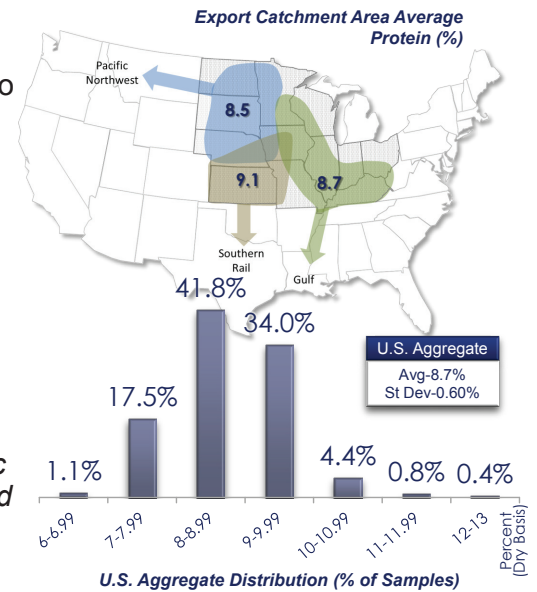 Export Catchment Area Average
Protein (%)
Pacific
Northwest
o
8.5
9.1
8.7
Southern
Rail
Gulf
41.8%
34.0%
U.S. Aggregate
Avg-8.7%
St Dev-0.60%
17.5%
c
d
1.1%
4.4%
0.8%
0.4%
6-6.99
7-7.99
8-8.99
9-9.99
10-10.99
11-11.99
12-13
Percent
(Dry Basis)
U.S. Aggregate Distribution (% of Samples)